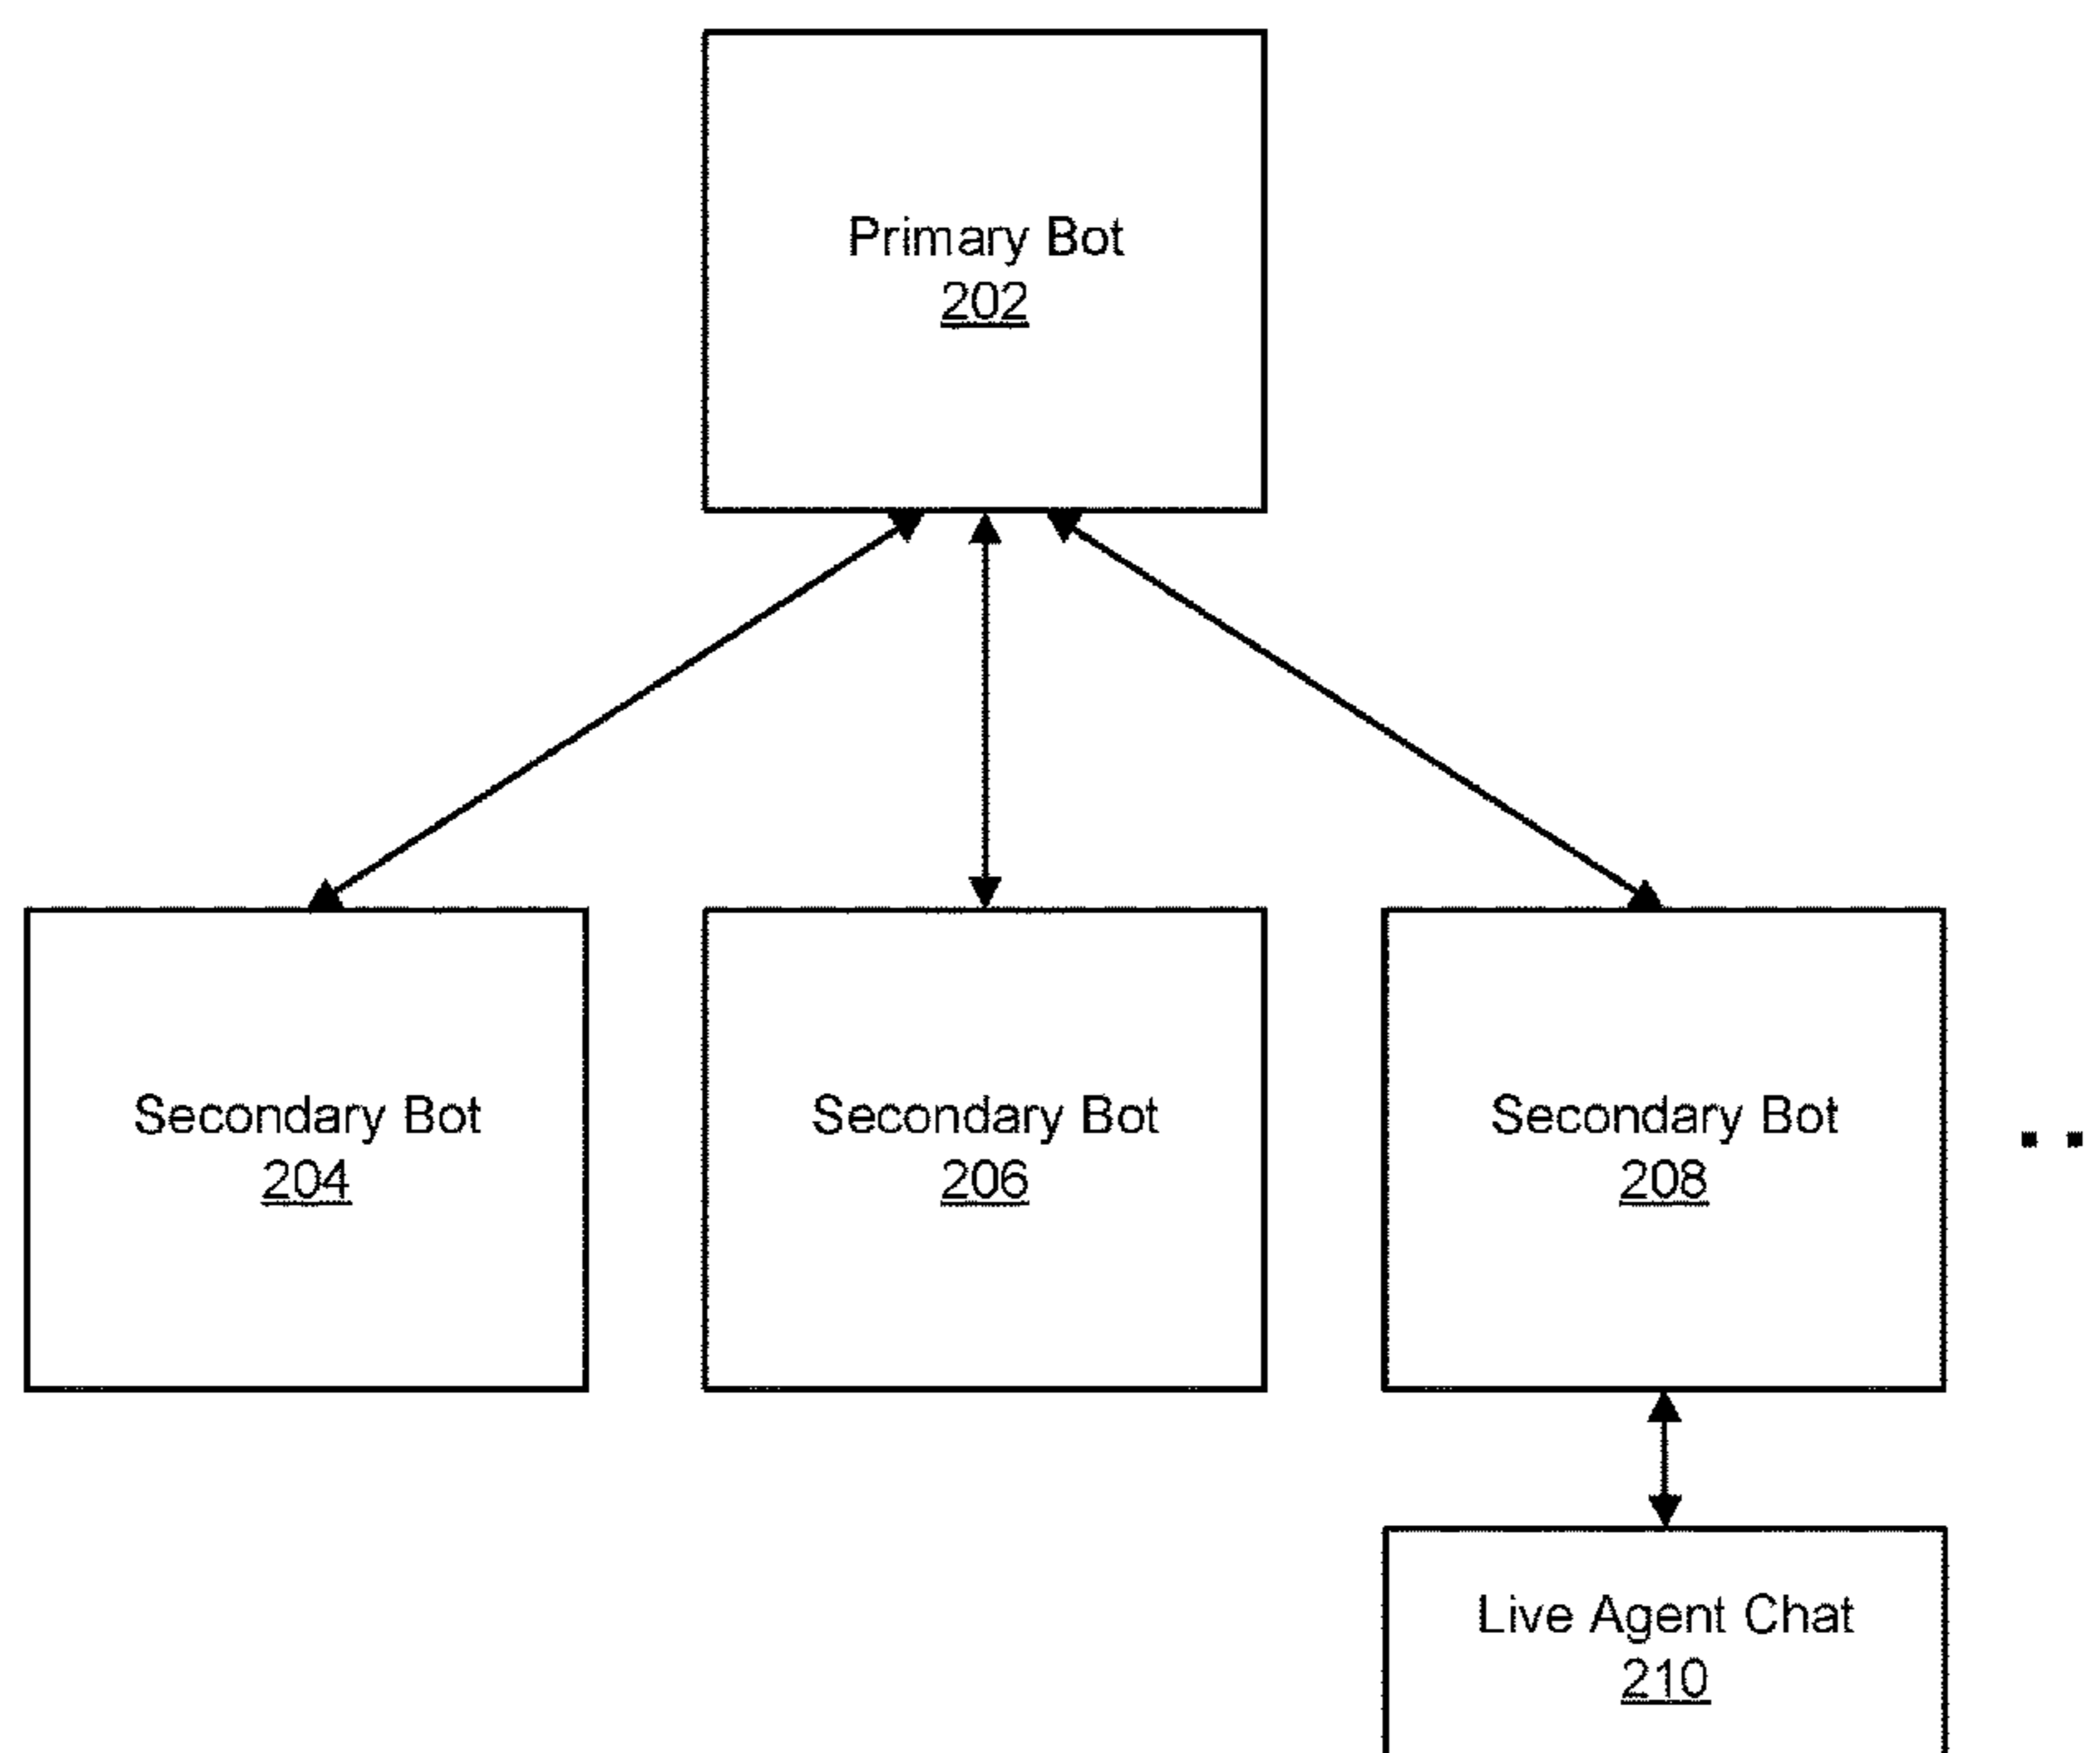 Primary Bot
202
Secondary Bot
204
Secondary Bot
206
Secondary Bot
208
Live Agent Chat
210